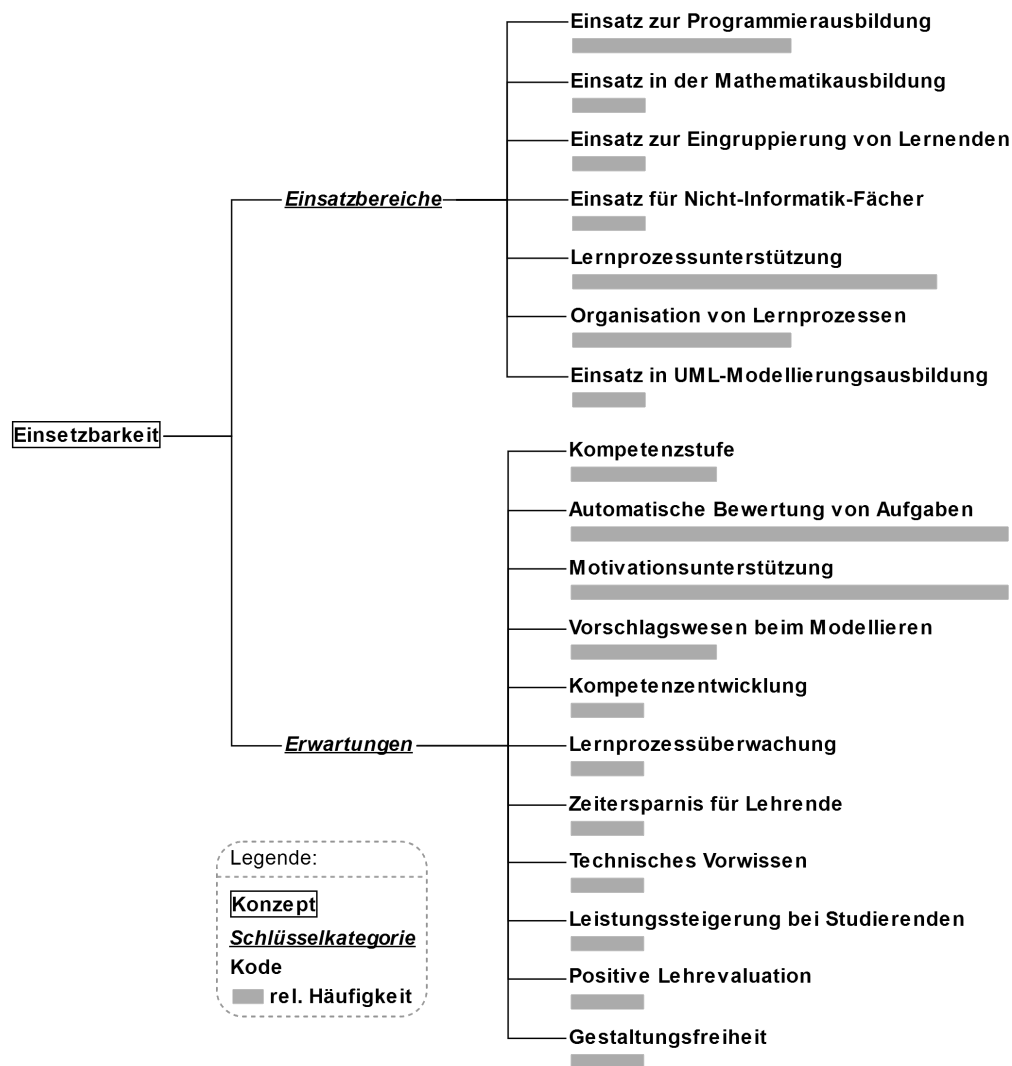 Einsatz zur Programmierausbildung
Einsatz in der Mathematikausbildung
Einsatz zur Eingruppierung von Lernenden
Einsatzbereiche
Einsatz für Nicht-Informatik-Fächer
Lernprozessunterstützung
Organisation von Lernprozessen
Einsatz in UML-Modellierungsausbildung
Einsetzbarkeit
Kompetenzstufe
Automatische Bewertung von Aufgaben
Motivationsunterstützung
Vorschlagswesen beim Modellieren
Kompetenzentwicklung
Erwartungen
Lernprozessüberwachung
Zeitersparnis für Lehrende
Technisches Vorwissen
Leistungssteigerung bei Studierenden
Positive Lehrevaluation
Gestaltungsfreiheit
Legende:
Konzept
Schlüsselkategorie
Kode
rel. Häufigkeit